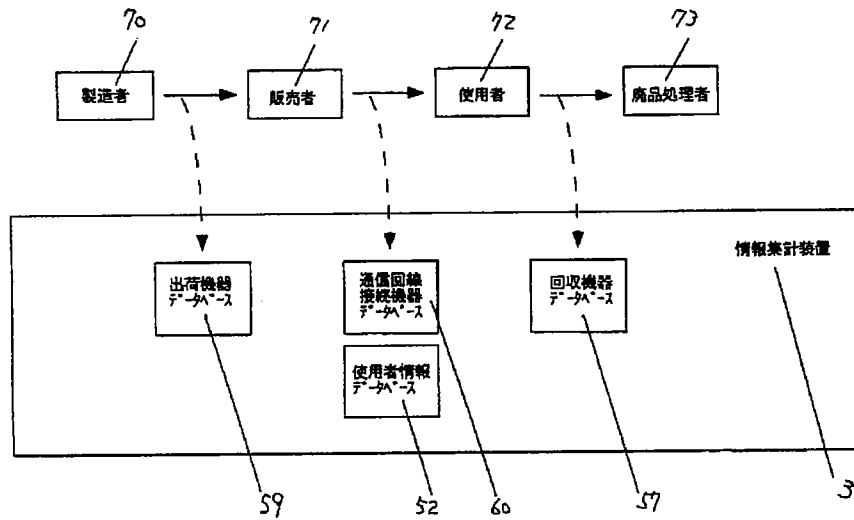 70
71
72
73
製造者
販売者
使用者
廃品処理者
情報集計装置
出荷機器
データベース
通信回線
接続機器
データベース
回収機器
データベース
使用者情報
データベース
59
52
60
57
3